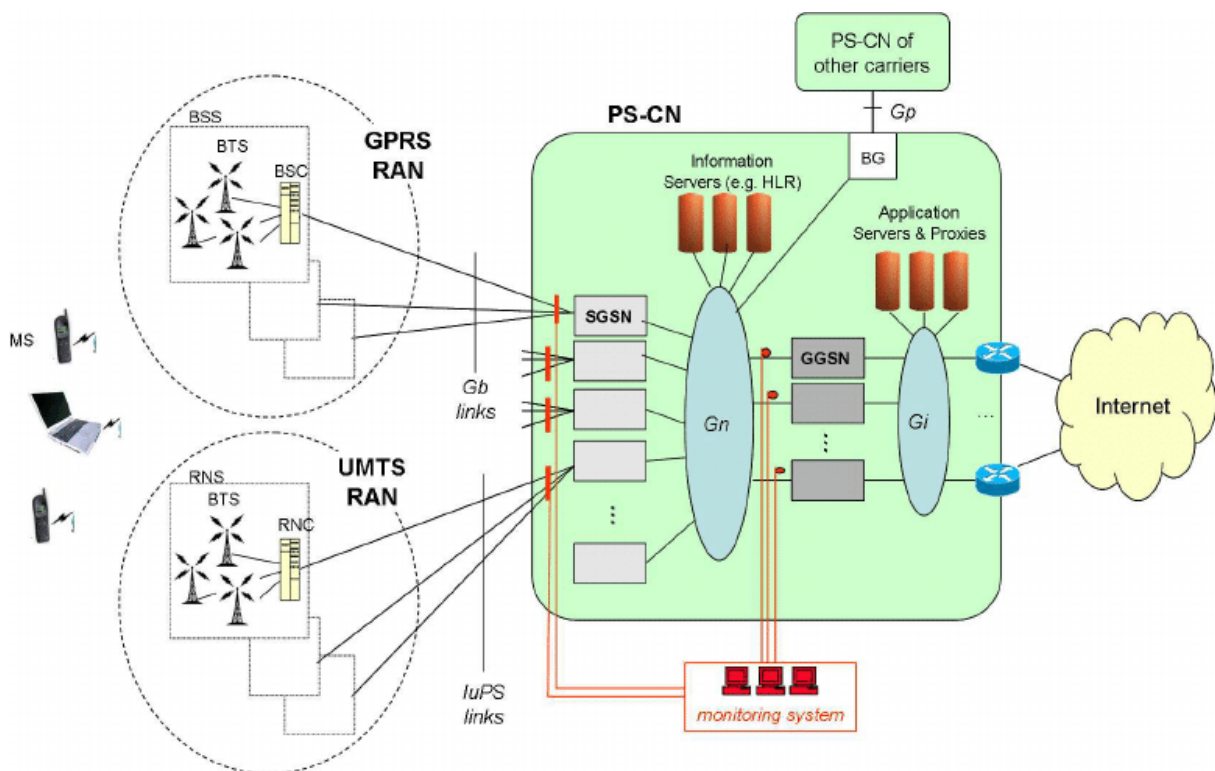 PS-CN of
other carriers
Gp
PS-CN
BG
BSS
BTS
BSC
GPRS
RAN
Information
Servers (e.g. HLR)
Application
Servers & Proxies
MS
SGSN
GGSN
Gb
links
Gn
Gi
...
...
Internet
UMTS
RAN
RNS
BTS
RNC
...
IuPS
links
monitoring system